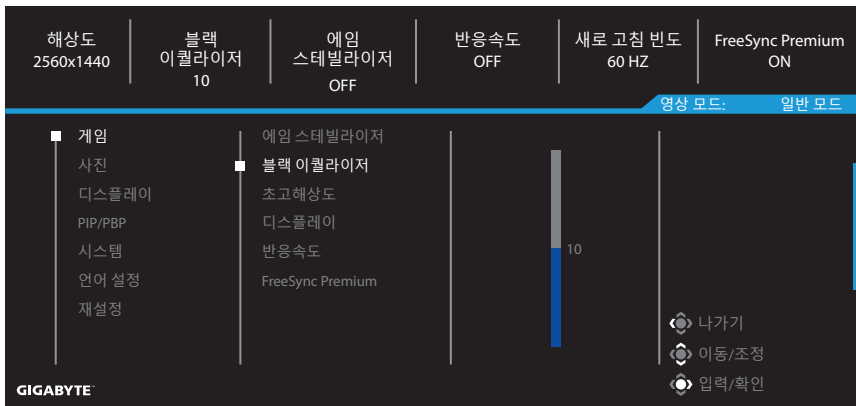 해상도
2560x1440
블랙
이퀄라이저
10
에임
스테빌라이저
OFF
반응속도
OFF
새로 고침 빈도
60 HZ
FreeSync Premium
ON
영상 모드: 일반 모드
게임
사진
디스플레이
PIP/PBP
시스템
언어 설정
재설정
에임 스테빌라이저
블랙 이퀄라이저
초고해상도
디스플레이
반응속도
FreeSync Premium
10
나가기
이동/조정
입력/확인
GIGABYTE™